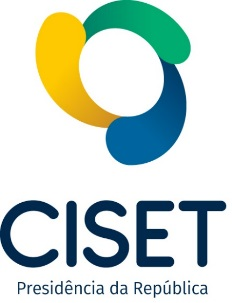 CISET
Presidência da República